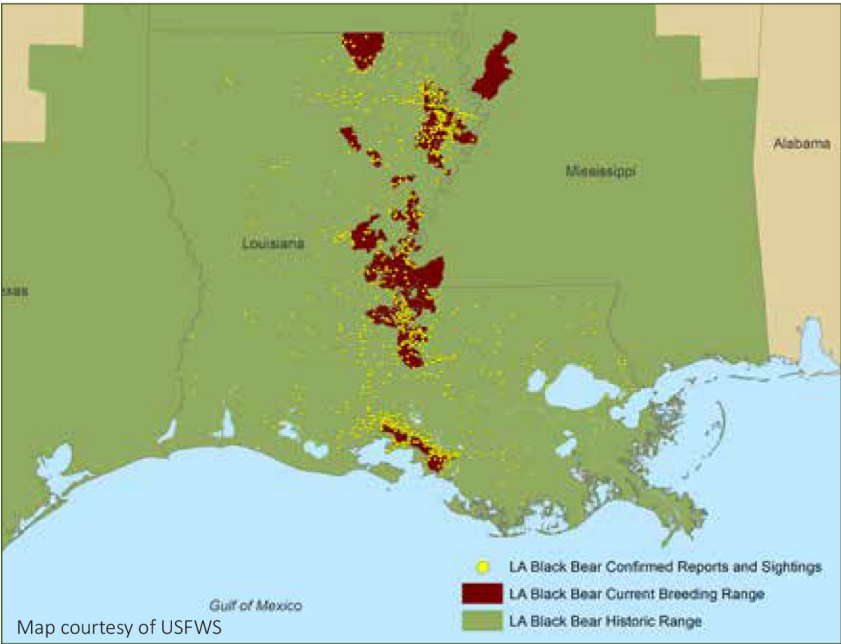 Alabama
Mississippi
Louisiana
exas
LA Black Bear Confirmed Reports and Sightings
LA Black Bear Current Breeding Range
Gulf of Mexico
LA Black Bear Historic Range
Map courtesy of USFWS